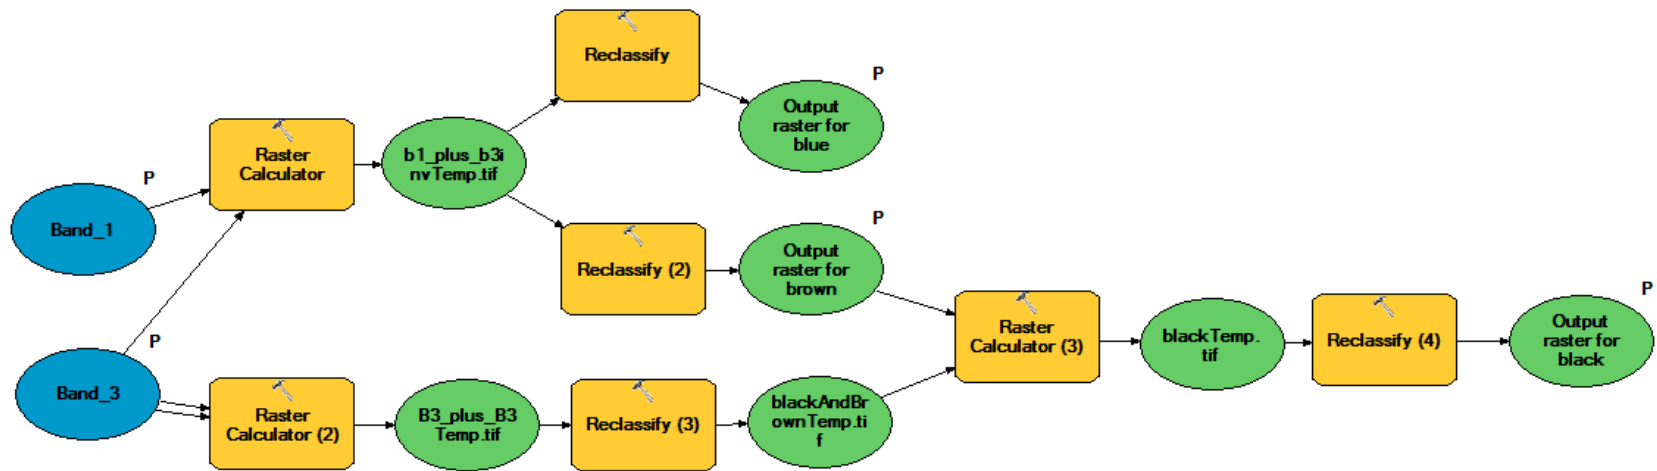 Reclassify
P
Output
raster for
blue
Raster
Calculator
b1_plus_b3i
nvTemp.tif
P
Band_1
P
Reclassify (2)
Output
raster for
brown
P
Raster
Calculator (3)
blackTemp.
tif
Reclassify (4)
Output
raster for
black
P
Band_3
Raster
Calculator (2)
B3_plus_B3
Temp.tif
Reclassify (3)
blackAndBr
ownTemp.ti
f